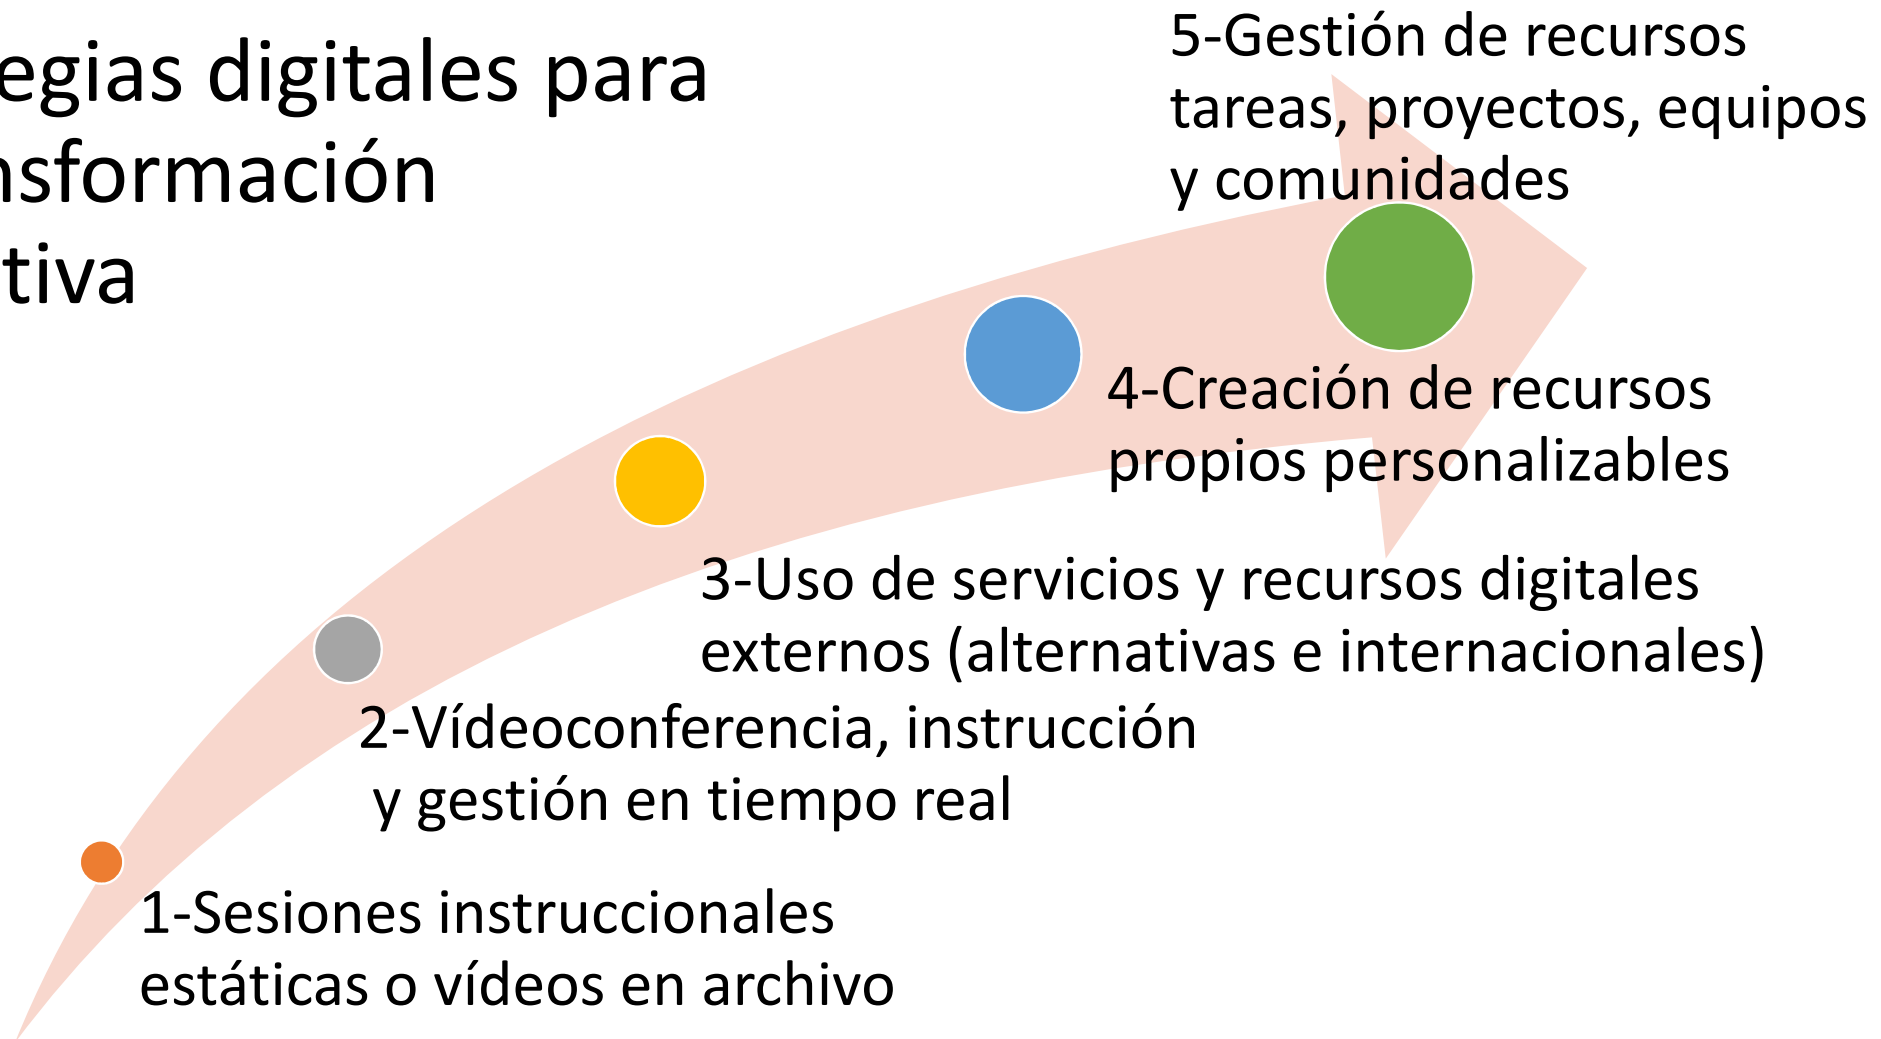 egias digitales para
nsformación
tiva
5-Gestión de recursos
tareas, proyectos, equipos
y comunidades
4-Creación de recursos
propios personalizables
3-Uso de servicios y recursos digitales
externos (alternativas e internacionales)
2-Vídeoconferencia, instrucción
y gestión en tiempo real
1-Sesiones instruccionales
estáticas o vídeos en archivo